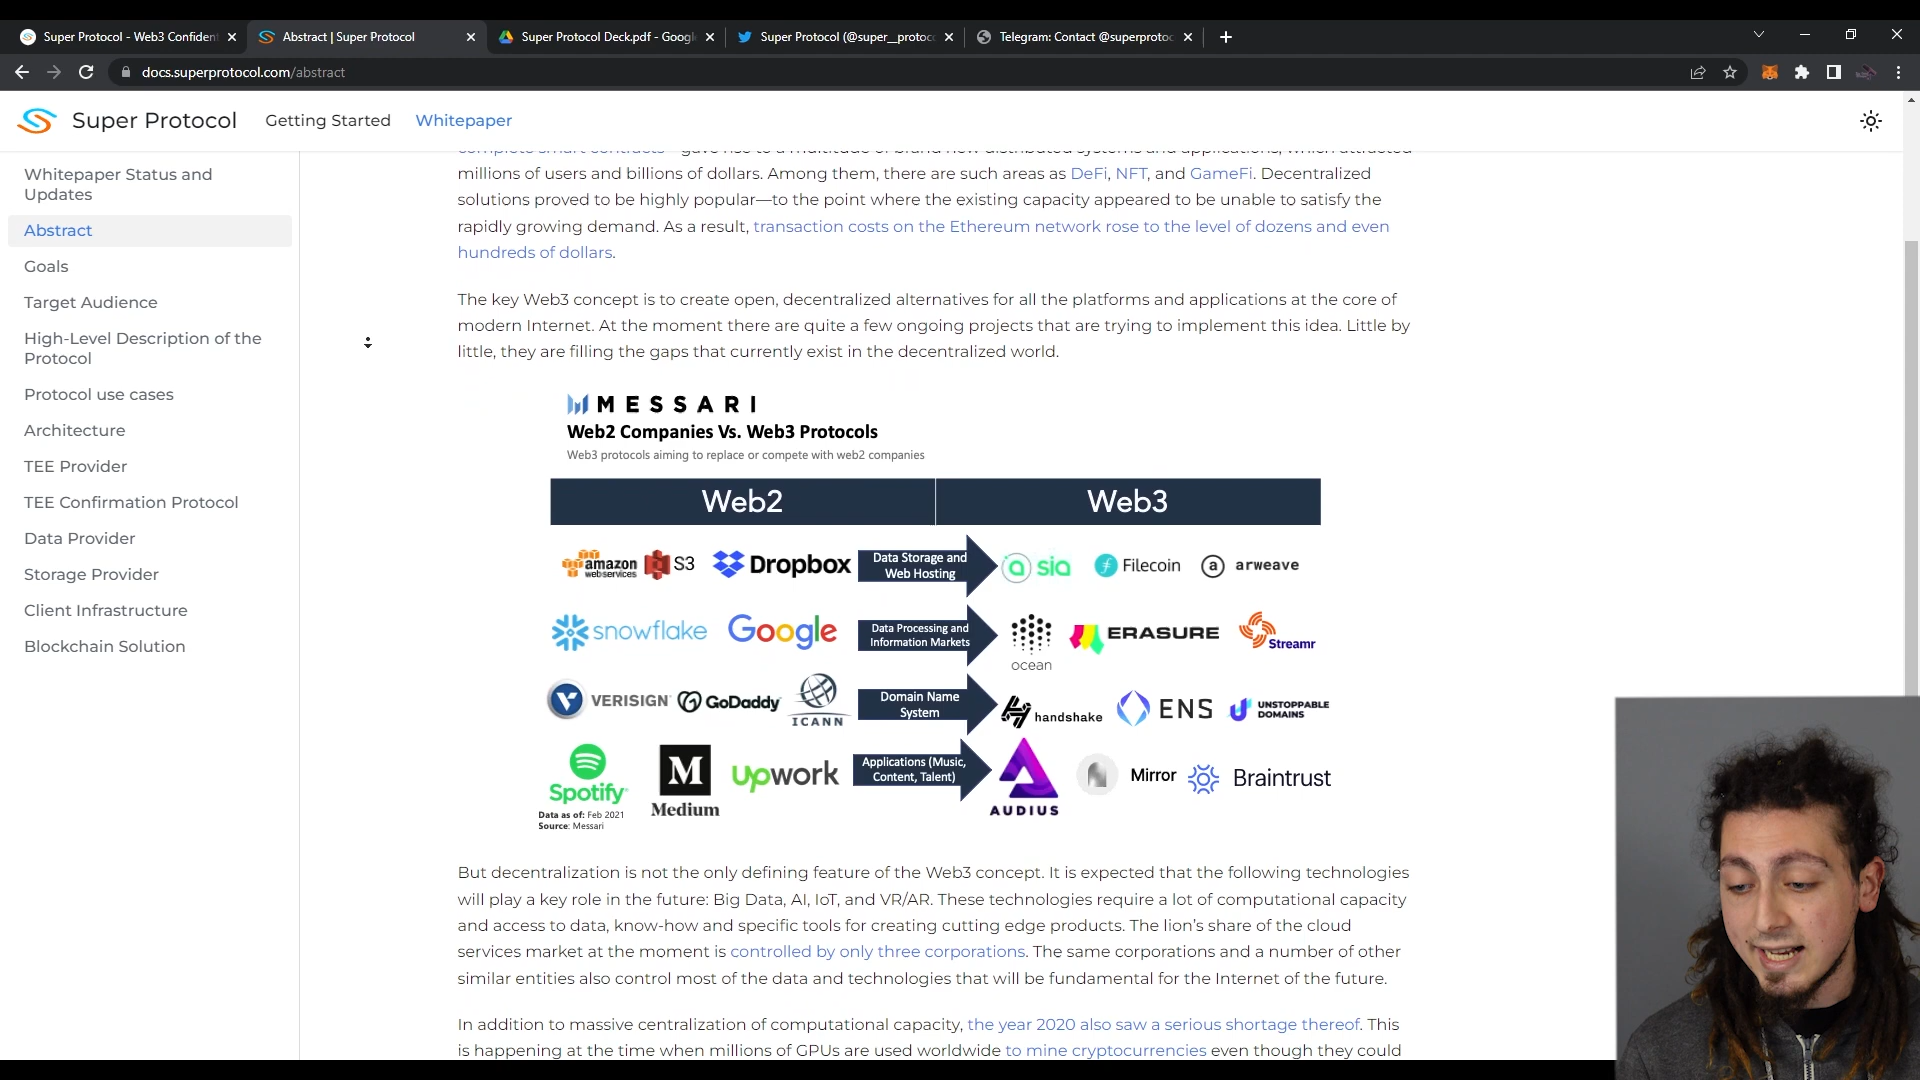 Super Protocol - Web3 Confident
Abstract | Super Protocol
Super Protocol Deck.pdf - Google
Super Protocol (@super__protoco
Telegram: Contact @superprotoc
docs.superprotocol.com/abstract
Super Protocol
Getting Started
Whitepaper
Whitepaper Status and
Updates
Abstract
Goals
Target Audience
High-Level Description of the
Protocol
Protocol use cases
Architecture
TEE Provider
TEE Confirmation Protocol
Data Provider
Storage Provider
Client Infrastructure
Blockchain Solution
complete smart contracts—gave rise to a multitude of brand new distributed systems and applications, which attracted
millions of users and billions of dollars. Among them, there are such areas as DeFi, NFT, and GameFi. Decentralized
solutions proved to be highly popular—to the point where the existing capacity appeared to be unable to satisfy the
rapidly growing demand. As a result, transaction costs on the Ethereum network rose to the level of dozens and even
hundreds of dollars.
The key Web3 concept is to create open, decentralized alternatives for all the platforms and applications at the core of
modern Internet. At the moment there are quite a few ongoing projects that are trying to implement this idea. Little by
little, they are filling the gaps that currently exist in the decentralized world.
MESSARI
Web2 Companies Vs. Web3 Protocols
Web3 protocols aiming to replace or compete with web2 companies
Web2 Web3
amazon webservices S3 Dropbox Data Storage and Web Hosting sia Filecoin arweave
snowflake Google Data Processing and Information Markets ocean ERASURE Streamr
VERISIGN GoDaddy ICANN Domain Name System handshake ENS UNSTOPPABLE DOMAINS
Spotify Medium upwork Applications (Music, Content, Talent) AUDIUS Mirror Braintrust
Data as of: Feb 2021
Source: Messari
But decentralization is not the only defining feature of the Web3 concept. It is expected that the following technologies
will play a key role in the future: Big Data, AI, IoT, and VR/AR. These technologies require a lot of computational capacity
and access to data, know-how and specific tools for creating cutting edge products. The lion's share of the cloud
services market at the moment is controlled by only three corporations. The same corporations and a number of other
similar entities also control most of the data and technologies that will be fundamental for the Internet of the future.
In addition to massive centralization of computational capacity, the year 2020 also saw a serious shortage thereof. This
is happening at the time when millions of GPUs are used worldwide to mine cryptocurrencies even though they could